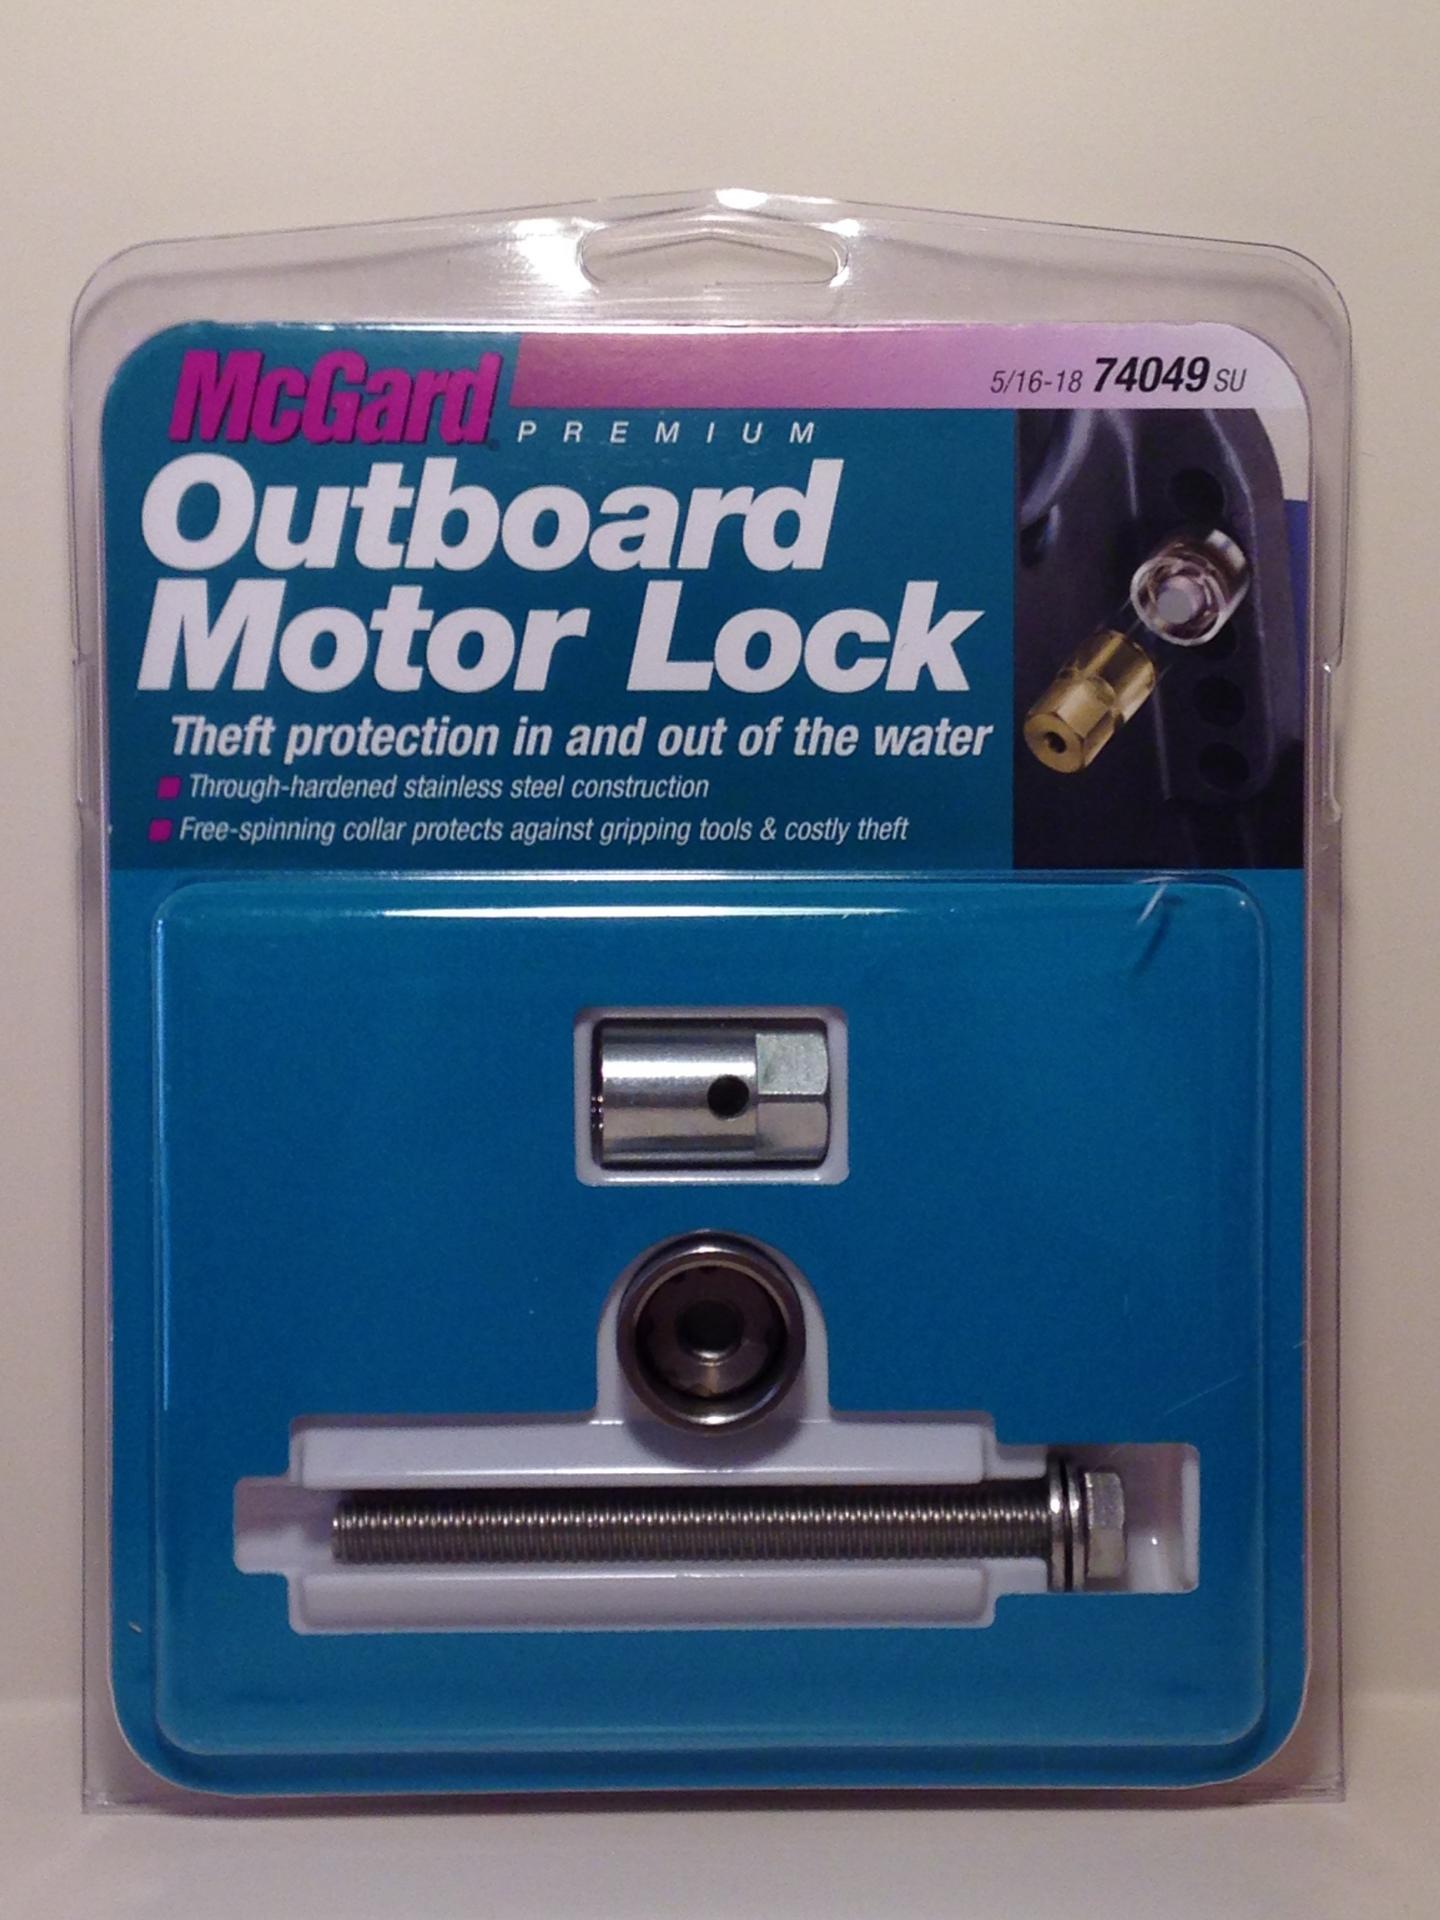 McGard
5/16-18 74049 SU
PREMIUM
Outboard
Motor Lock
Theft protection in and out of the water
Through-hardened stainless steel construction
Free-spinning collar protects against gripping tools & costly theft